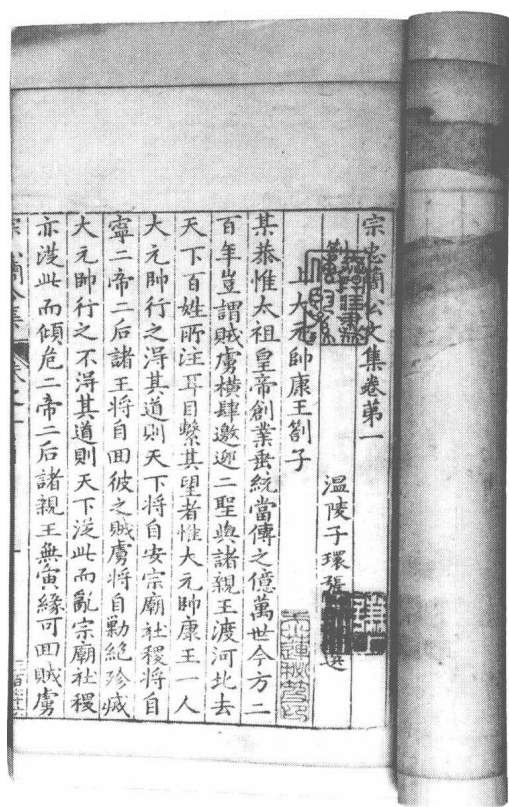 宗忠簡公文集卷第一
溫陵子環張
選
上大元帥康王劄子
某恭惟太祖皇帝創業垂統當傳之億萬世今方二
百年豈謂賊虜橫肆邀迎二聖與諸親王渡河北去
天下百姓所注耳目繫其望者惟大元帥康王一人
大元帥行之得其道則天下將自安宗廟社稷將自
寧二帝二后諸王將自回彼之賊虜將自勦絕殄滅
大元帥行之不得其道則天下從此而亂宗廟社稷
亦從此而傾危二帝二后諸親王無寅緣可回賊虜